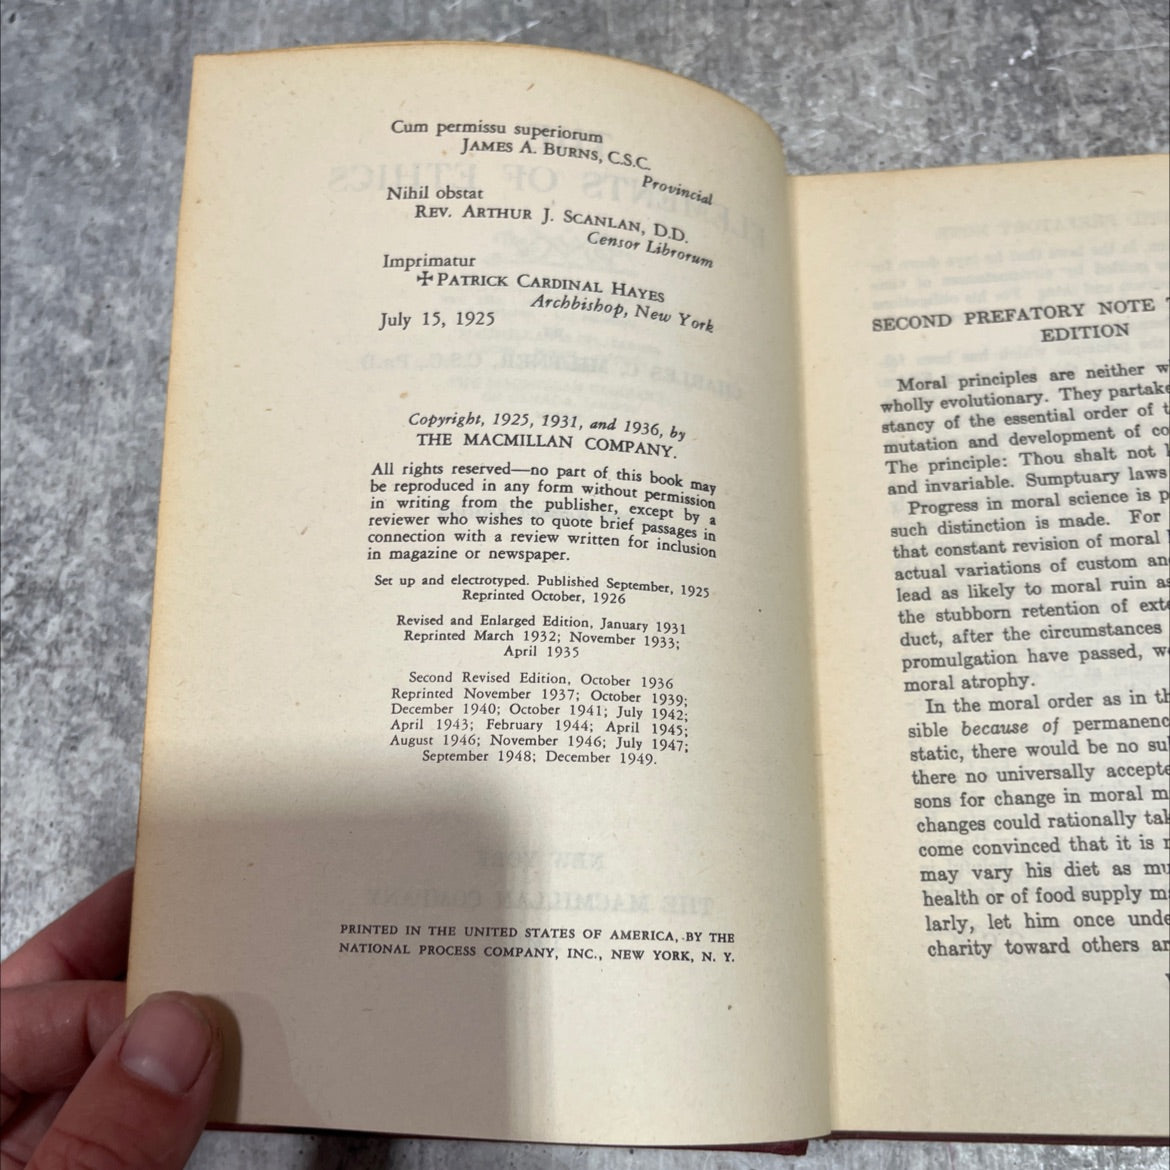 Cum permissu superiorum
JAMES A. BURNS, C.S.C.
Provincial
Nihil obstat
REV. ARTHUR J. SCANLAN, D.D.
Censor Librorum
Imprimatur
✠ PATRICK CARDINAL HAYES
Archbishop, New York
July 15, 1925
Copyright, 1925, 1931, and 1936, by
THE MACMILLAN COMPANY.
All rights reserved—no part of this book may
be reproduced in any form without permission
in writing from the publisher, except by a
reviewer who wishes to quote brief passages in
connection with a review written for inclusion
in magazine or newspaper.
Set up and electrotyped. Published September, 1925
Reprinted October, 1926
Revised and Enlarged Edition, January 1931
Reprinted March 1932; November 1933;
April 1935
Second Revised Edition, October 1936
Reprinted November 1937; October 1939;
December 1940; October 1941; July 1942;
April 1943; February 1944; April 1945;
August 1946; November 1946; July 1947;
September 1948; December 1949.
PRINTED IN THE UNITED STATES OF AMERICA, BY THE
NATIONAL PROCESS COMPANY, INC., NEW YORK, N. Y.
SECOND PREFATORY NOTE
EDITION
Moral principles are neither
wholly evolutionary. They partake
stancy of the essential order of
mutation and development of
The principle: Thou shalt not
and invariable. Sumptuary laws
Progress in moral science is
such distinction is made. For
that constant revision of moral
actual variations of custom
lead as likely to moral ruin as
the stubborn retention of
duct, after the circumstances
promulgation have passed,
moral atrophy.
In the moral order as in
sible because of
static, there would be no
there no universally
sons for change in moral
changes could rationally
come convinced that it is
may vary his diet as
health or of food supply
larly, let him once
charity toward others